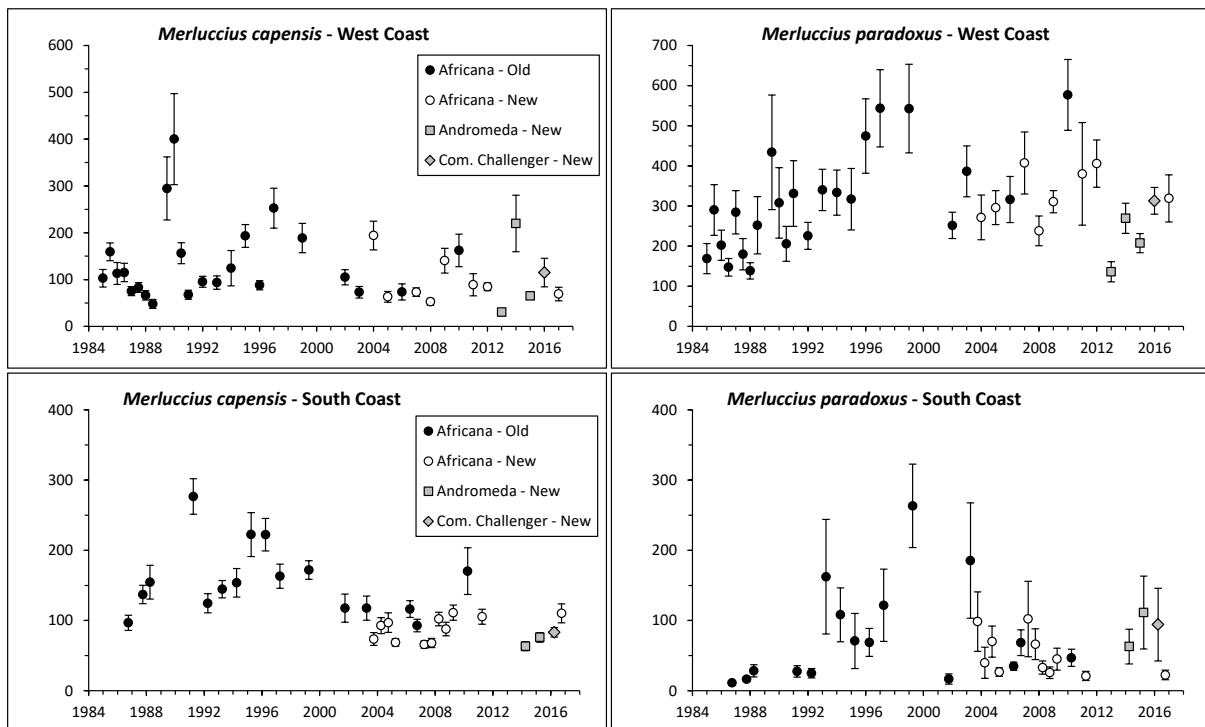 Merluccius capensis - West Coast
600
500
400
300
200
100
0
1984 1988 1992 1996 2000 2004 2008 2012 2016
Africana - Old
Africana - New
Andromeda - New
Com. Challenger - New
Merluccius paradoxus - West Coast
700
600
500
400
300
200
100
0
1984 1988 1992 1996 2000 2004 2008 2012 2016
Merluccius capensis - South Coast
400
300
200
100
0
1984 1988 1992 1996 2000 2004 2008 2012 2016
Africana - Old
Africana - New
Andromeda - New
Com. Challenger - New
Merluccius paradoxus - South Coast
400
300
200
100
0
1984 1988 1992 1996 2000 2004 2008 2012 2016